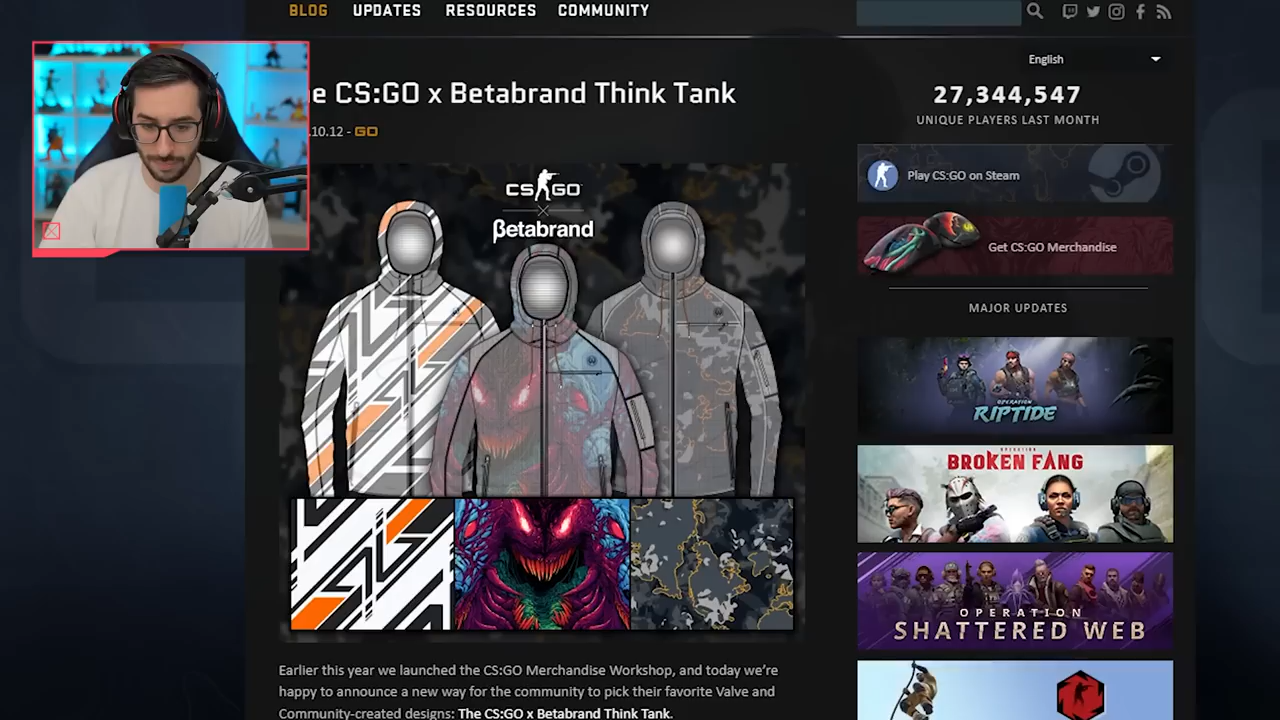 BLOG UPDATES RESOURCES COMMUNITY
English
e CS:GO x Betabrand Think Tank
.10.12 - GO
27,344,547
UNIQUE PLAYERS LAST MONTH
CS GO
βetabrand
Play CS:GO on Steam
Get CS:GO Merchandise
MAJOR UPDATES
OPERATION
RIPTIDE
OPERATION
BROKEN FANG
OPERATION
SHATTERED WEB
Earlier this year we launched the CS:GO Merchandise Workshop, and today we're
happy to announce a new way for the community to pick their favorite Valve and
Community-created designs: The CS:GO x Betabrand Think Tank.